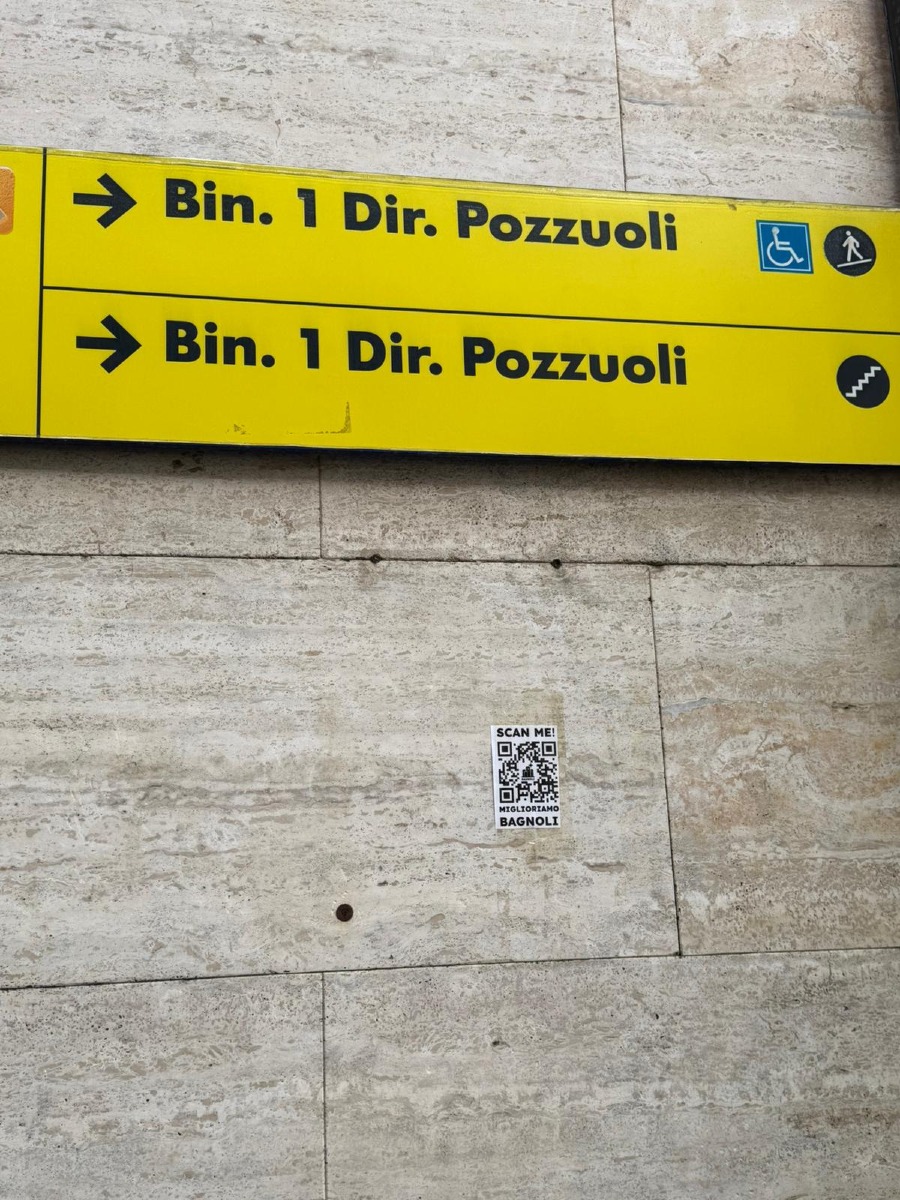 Bin. 1 Dir. Pozzuoli
Bin. 1 Dir. Pozzuoli
SCAN ME!
MIGLIORIAMO
BAGNOLI